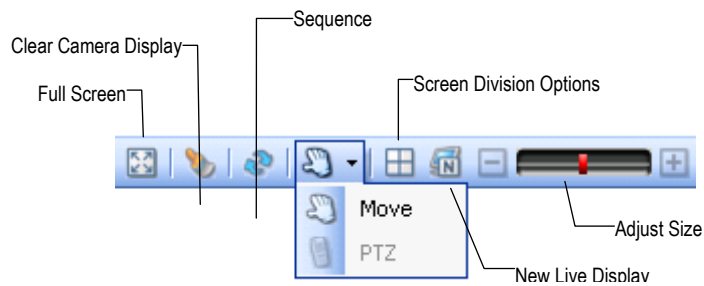 Sequence
Clear Camera Display
Full Screen
Screen Division Options
N
Move
PTZ
Adjust Size
New Live Display